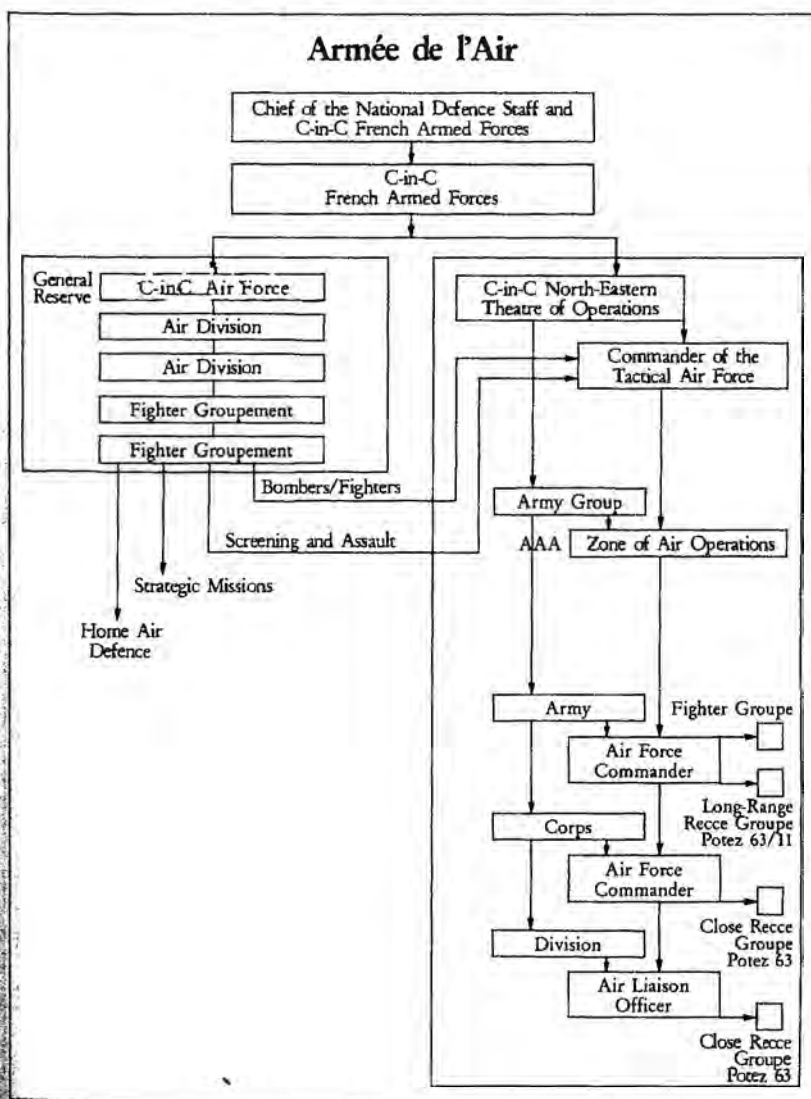 Armée de l'Air
Chief of the National Defence Staff and
C-in-C French Armed Forces
C-in-C
French Armed Forces
General
Reserve
C-in-C Air Force
Air Division
Air Division
Fighter Groupement
Fighter Groupement
Bombers/Fighters
Screening and Assault
Strategic Missions
Home Air
Defence
C-in-C North-Eastern
Theatre of Operations
Commander of the
Tactical Air Force
Army Group
AAA
Zone of Air Operations
Army
Fighter Groupe
Air Force
Commander
Long-Range
Recce Groupe
Potez 63/11
Corps
Air Force
Commander
Close Recce
Groupe
Potez 63
Division
Air Liaison
Officer
Close Recce
Groupe
Potez 63